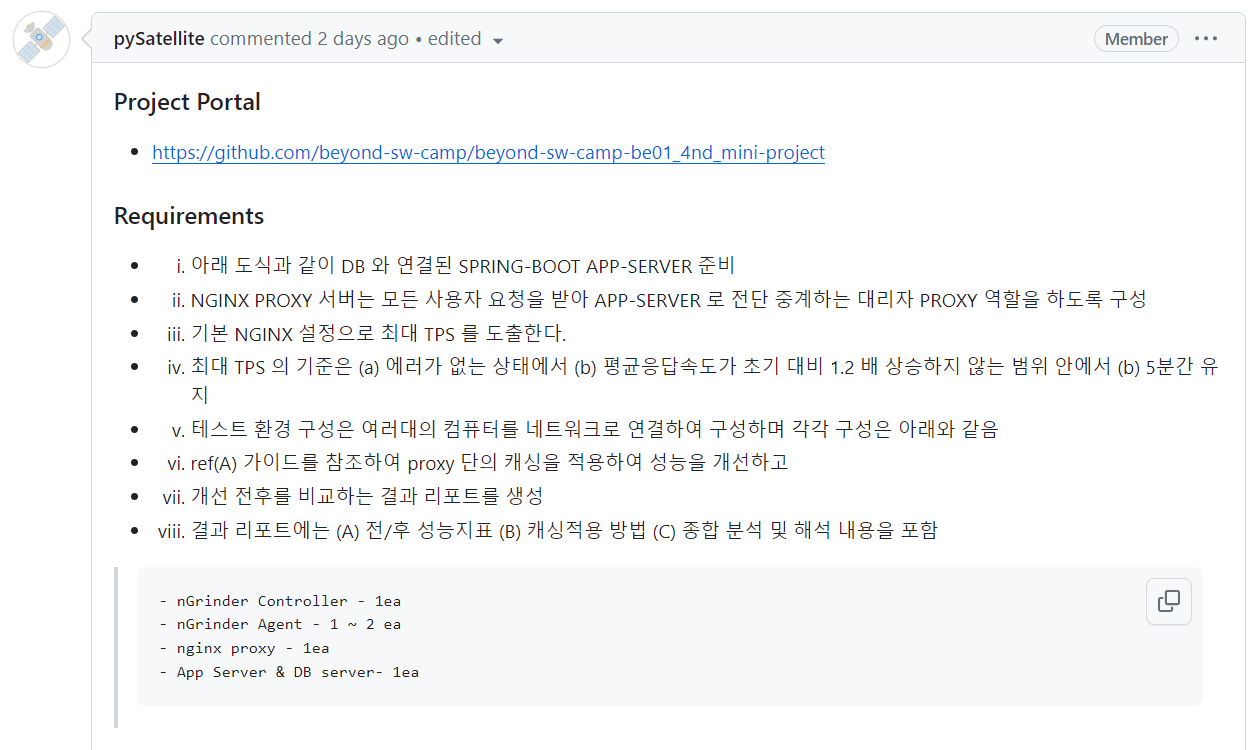 pySatellite commented 2 days ago • edited
Member
Project Portal
https://github.com/beyond-sw-camp/beyond-sw-camp-be01_4nd_mini-project
Requirements
i. 아래 도식과 같이 DB 와 연결된 SPRING-BOOT APP-SERVER 준비
ii. NGINX PROXY 서버는 모든 사용자 요청을 받아 APP-SERVER 로 전단 중계하는 대리자 PROXY 역할을 하도록 구성
iii. 기본 NGINX 설정으로 최대 TPS 를 도출한다.
iv. 최대 TPS 의 기준은 (a) 에러가 없는 상태에서 (b) 평균응답속도가 초기 대비 1.2 배 상승하지 않는 범위 안에서 (b) 5분간 유
지
v. 테스트 환경 구성은 여러대의 컴퓨터를 네트워크로 연결하여 구성하며 각각 구성은 아래와 같음
vi. ref(A) 가이드를 참조하여 proxy 단의 캐싱을 적용하여 성능을 개선하고
vii. 개선 전후를 비교하는 결과 리포트를 생성
viii. 결과 리포트에는 (A) 전/후 성능지표 (B) 캐싱적용 방법 (C) 종합 분석 및 해석 내용을 포함
- nGrinder Controller - 1ea
- nGrinder Agent - 1 ~ 2 ea
- nginx proxy - 1ea
- App Server & DB server- 1ea